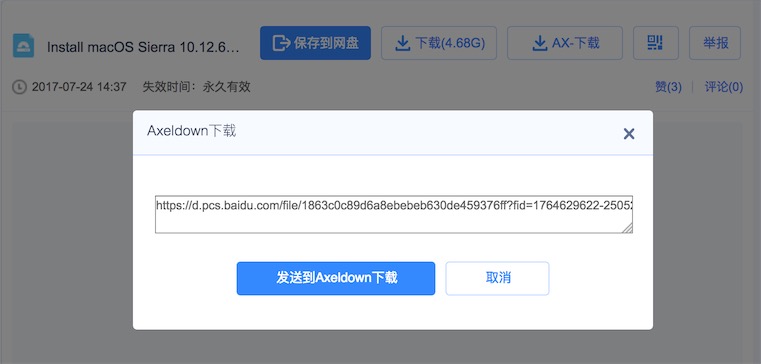 Install macOS Sierra 10.12.6...
保存到网盘
下载(4.68G)
AX-下载
举报
2017-07-24 14:37 失效时间：永久有效
赞(3)
评论(0)
Axeldown下载
https://d.pcs.baidu.com/file/1863c0c89d6a8ebebeb630de459376ff?fid=1764629622-25052
发送到Axeldown下载
取消